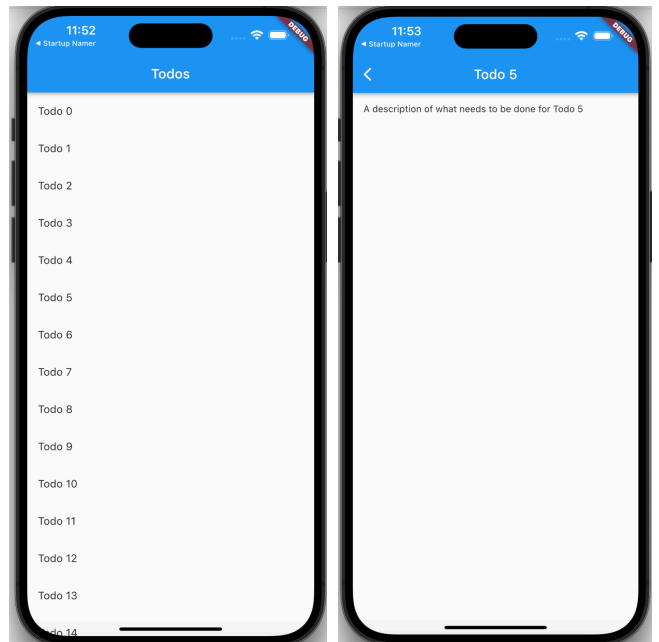 11:52
◀ Startup Namer
DEBUG
Todos
Todo 0
Todo 1
Todo 2
Todo 3
Todo 4
Todo 5
Todo 6
Todo 7
Todo 8
Todo 9
Todo 10
Todo 11
Todo 12
Todo 13
Todo 14
11:53
◀ Startup Namer
DEBUG
Todo 5
A description of what needs to be done for Todo 5